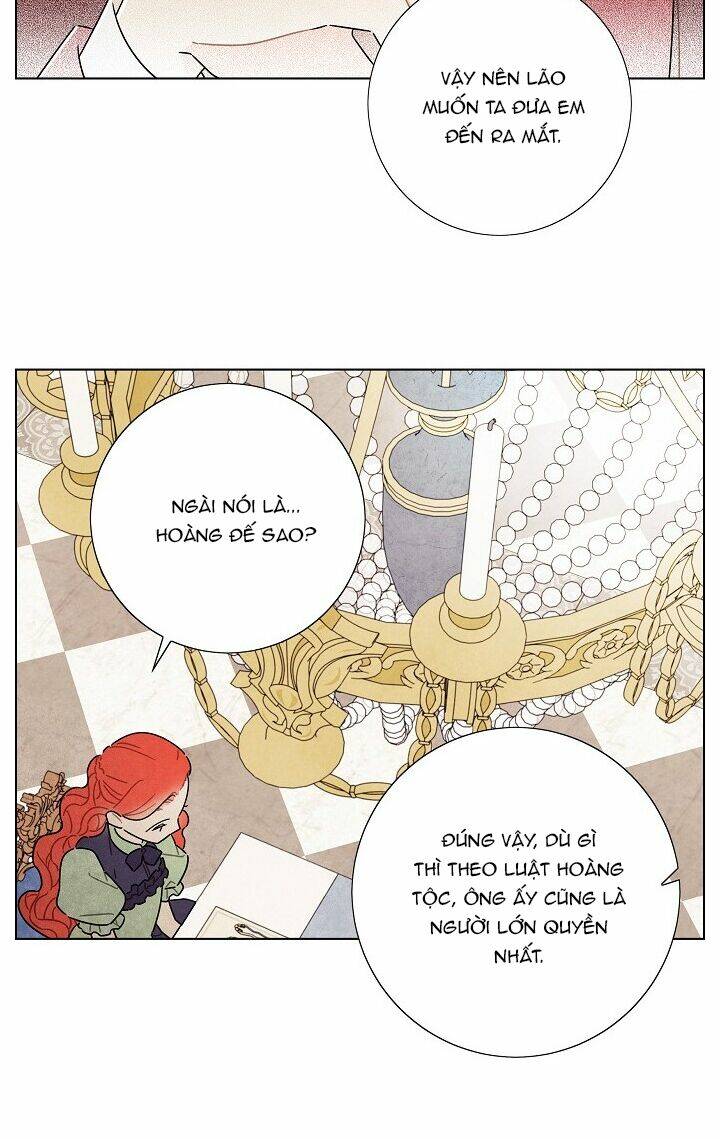 VẬY NÊN LÃO
MUỐN TA ĐƯA EM
ĐẾN RA MẮT.
NGÀI NÓI LÀ...
HOÀNG ĐẾ SAO?
ĐÚNG VẬY, DÙ GÌ
THÌ THEO LUẬT HOÀNG
TỘC, ÔNG ẤY CŨNG LÀ
NGƯỜI LỚN QUYỀN
NHẤT.